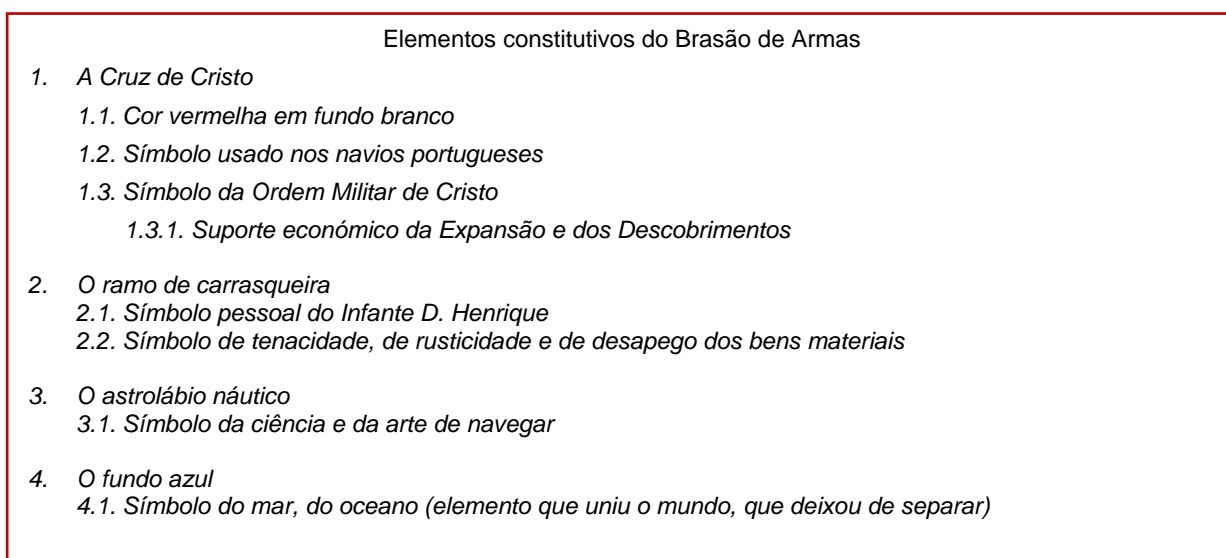 Elementos constitutivos do Brasão de Armas
1. A Cruz de Cristo
1.1. Cor vermelha em fundo branco
1.2. Símbolo usado nos navios portugueses
1.3. Símbolo da Ordem Militar de Cristo
1.3.1. Suporte económico da Expansão e dos Descobrimentos
2. O ramo de carrasqueira
2.1. Símbolo pessoal do Infante D. Henrique
2.2. Símbolo de tenacidade, de rusticidade e de desapego dos bens materiais
3. O astrolábio náutico
3.1. Símbolo da ciência e da arte de navegar
4. O fundo azul
4.1. Símbolo do mar, do oceano (elemento que uniu o mundo, que deixou de separar)